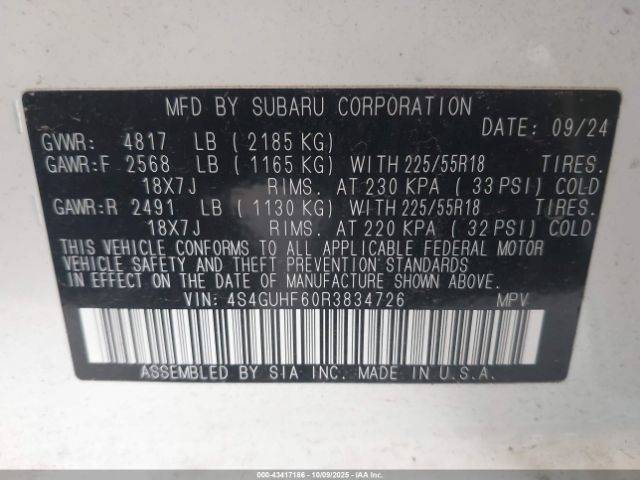 MFD BY SUBARU CORPORATION
DATE: 09/24
GVWR: 4817 LB ( 2185 KG)
GAWR:F 2568 LB ( 1165 KG) WITH 225/55R18 TIRES.
18X7J RIMS. AT 230 KPA ( 33 PSI) COLD
GAWR:R 2491 LB ( 1130 KG) WITH 225/55R18 TIRES.
18X7J RIMS. AT 220 KPA ( 32 PSI) COLD
THIS VEHICLE CONFORMS TO ALL APPLICABLE FEDERAL MOTOR
VEHICLE SAFETY AND THEFT PREVENTION STANDARDS
IN EFFECT ON THE DATE OF MANUFACTURE SHOWN ABOVE.
VIN: 4S4GUHF60R3834726 MPV
ASSEMBLED BY SIA INC. MADE IN U.S.A.
000-43417186 - 10/09/2025 - IAAI.COM